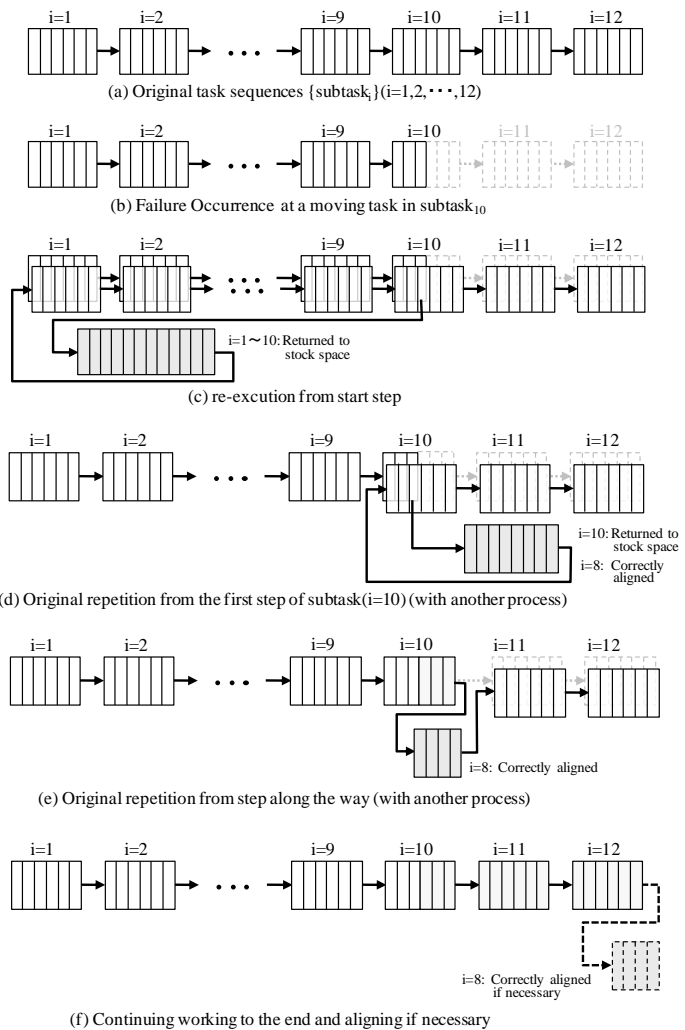 i=1 i=2 i=9 i=10 i=11 i=12
(a) Original task sequences {subtaskᵢ}(i=1,2,･･･,12)
i=1 i=2 i=9 i=10 i=11 i=12
(b) Failure Occurrence at a moving task in subtask₁₀
i=1 i=2 i=9 i=10 i=11 i=12
i=1〜10: Returned to
stock space
(c) re-excution from start step
i=1 i=2 i=9 i=10 i=11 i=12
i=10: Returned to
stock space
i=8: Correctly
aligned
(d) Original repetition from the first step of subtask(i=10) (with another process)
i=1 i=2 i=9 i=10 i=11 i=12
i=8: Correctly aligned
(e) Original repetition from step along the way (with another process)
i=1 i=2 i=9 i=10 i=11 i=12
i=8: Correctly aligned
if necessary
(f) Continuing working to the end and aligning if necessary